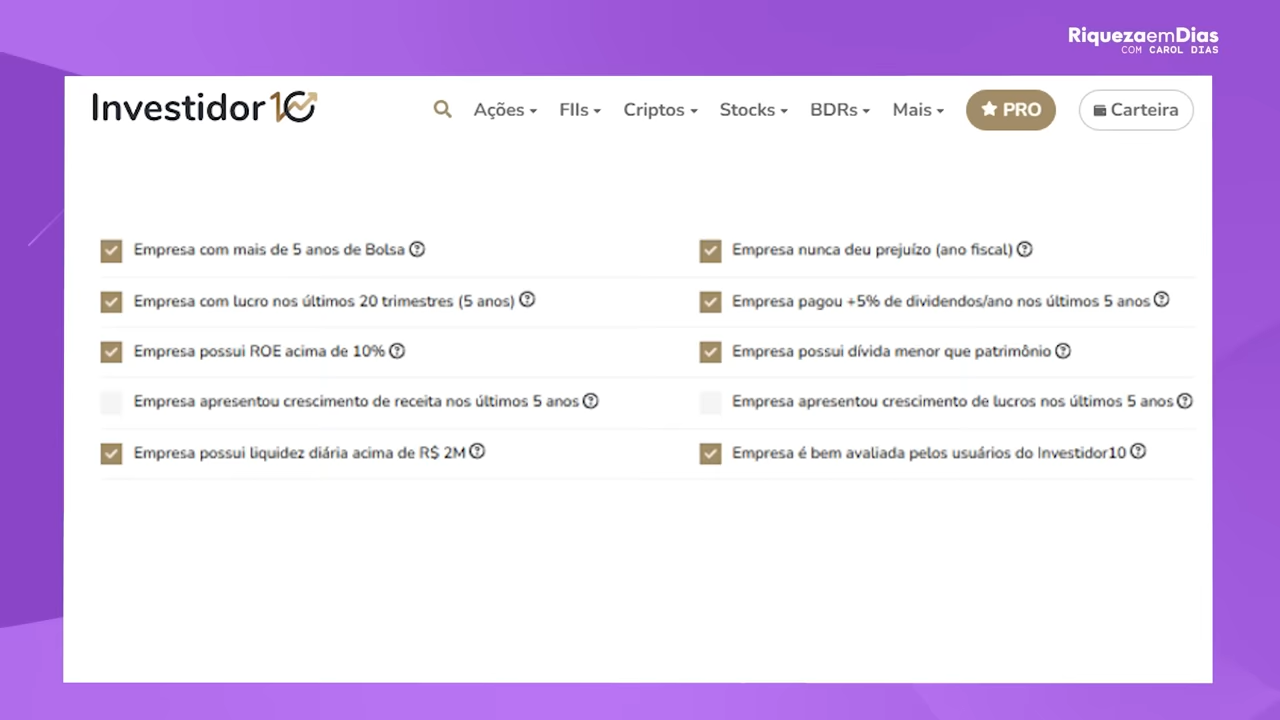 RiquezaemDias
COM CAROL DIAS
Investidor10
Ações
FIIs
Criptos
Stocks
BDRs
Mais
PRO
Carteira
Empresa com mais de 5 anos de Bolsa ?
Empresa nunca deu prejuízo (ano fiscal) ?
Empresa com lucro nos últimos 20 trimestres (5 anos) ?
Empresa pagou +5% de dividendos/ano nos últimos 5 anos ?
Empresa possui ROE acima de 10% ?
Empresa possui dívida menor que patrimônio ?
Empresa apresentou crescimento de receita nos últimos 5 anos ?
Empresa apresentou crescimento de lucros nos últimos 5 anos ?
Empresa possui liquidez diária acima de R$ 2M ?
Empresa é bem avaliada pelos usuários do Investidor10 ?